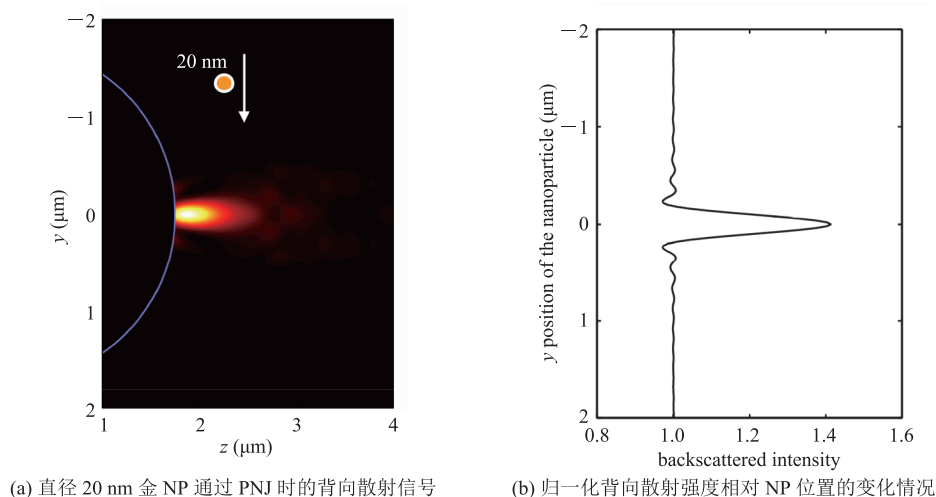 −2
−1
0
1
2
y (μm)
20 nm
1
2
3
4
z (μm)
(a) 直径 20 nm 金 NP 通过 PNJ 时的背向散射信号
−2
−1
0
1
2
y position of the nanoparticle (μm)
0.8
1.0
1.2
1.4
1.6
backscattered intensity
(b) 归一化背向散射强度相对 NP 位置的变化情况